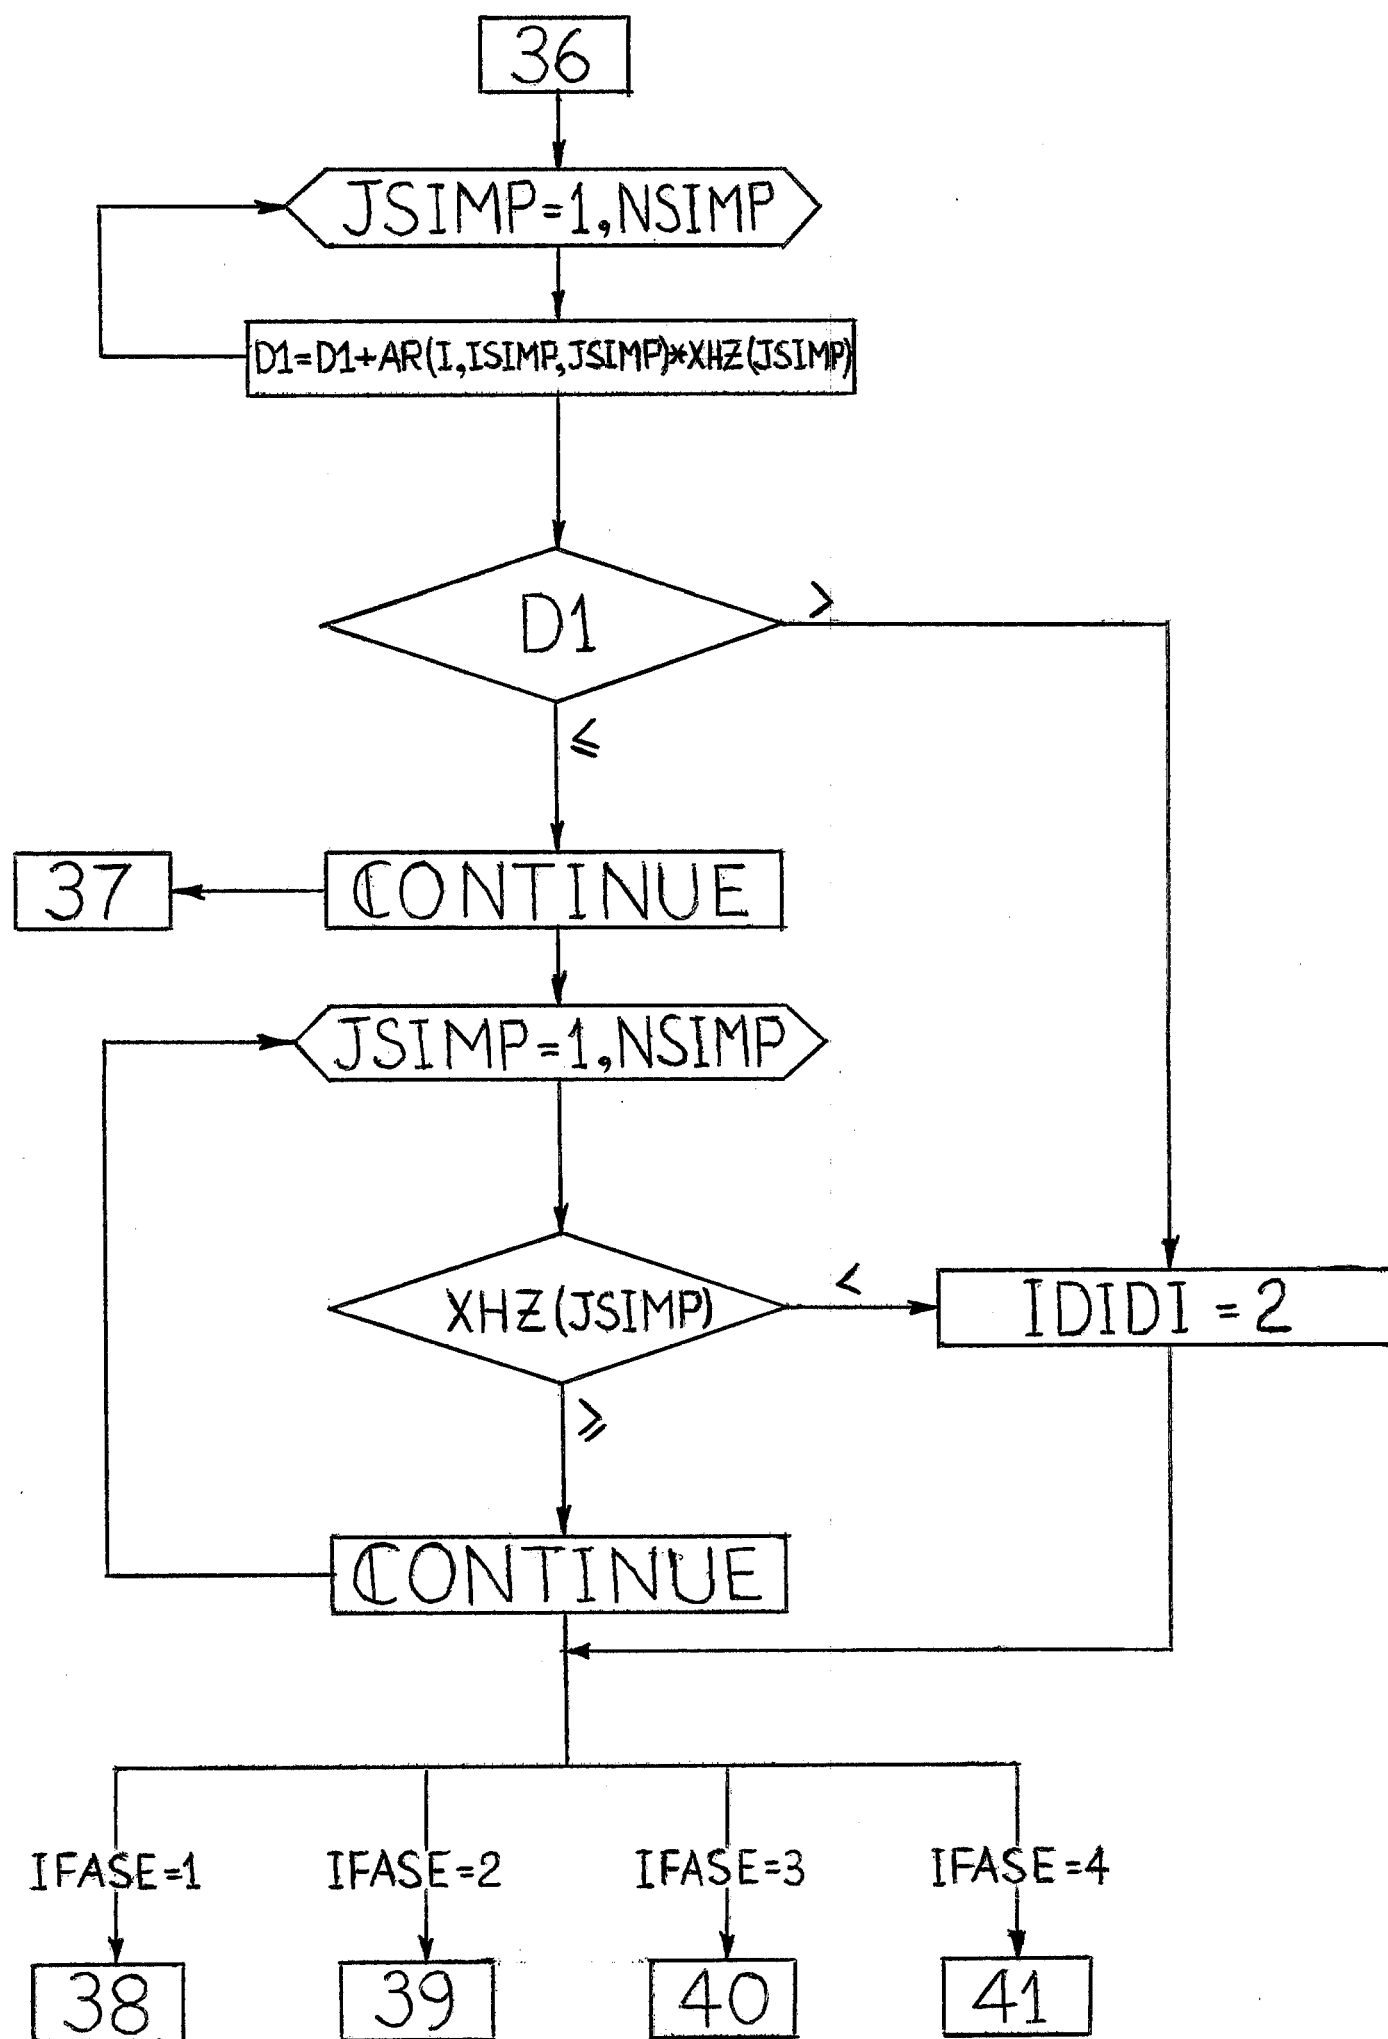 36
JSIMP=1,NSIMP
D1=D1+AR(I,ISIMP,JSIMP)*XHZ(JSIMP)
D1
>
≤
37
CONTINUE
JSIMP=1,NSIMP
XHZ(JSIMP)
<
IDIDI=2
≥
CONTINUE
IFASE=1
IFASE=2
IFASE=3
IFASE=4
38
39
40
41